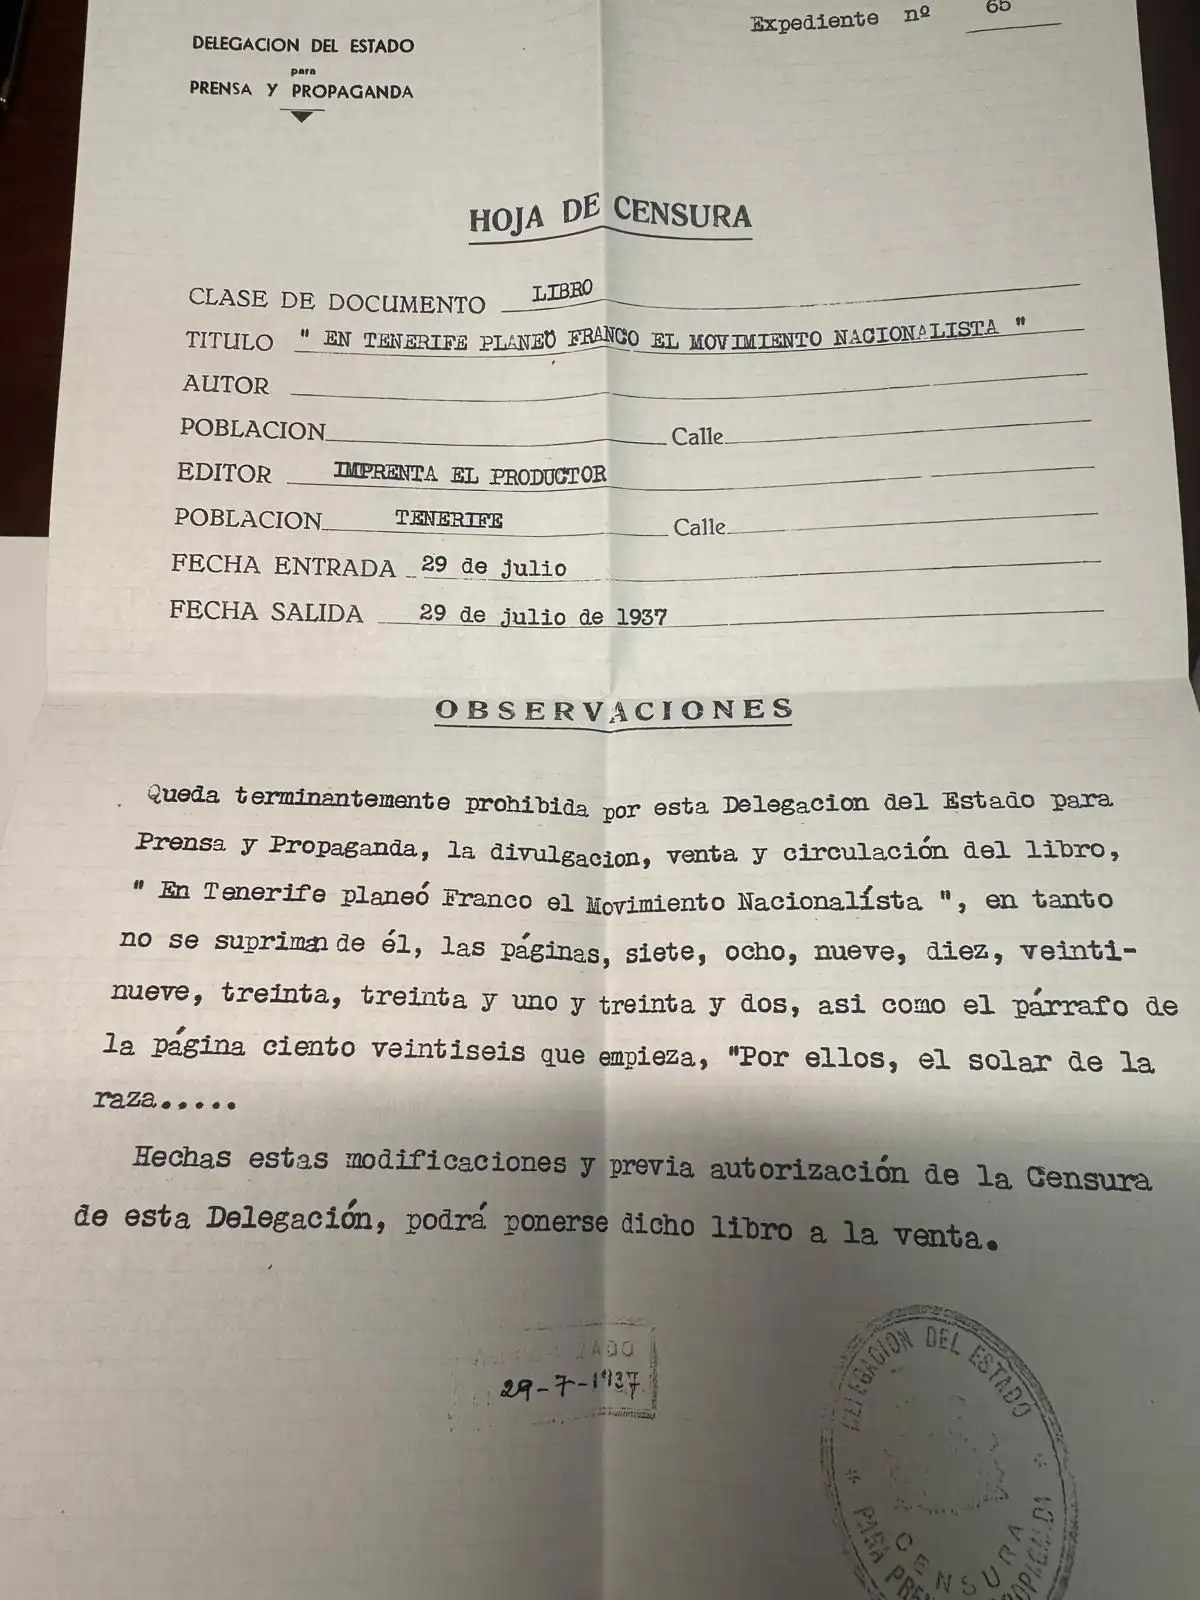 Expediente nº 65
DELEGACION DEL ESTADO
para
PRENSA Y PROPAGANDA
HOJA DE CENSURA
CLASE DE DOCUMENTO LIBRO
TITULO " EN TENERIFE PLANEO FRANCO EL MOVIMIENTO NACIONALISTA "
AUTOR
POBLACION Calle
EDITOR IMPRENTA EL PRODUCTOR
POBLACION TENERIFE Calle
FECHA ENTRADA 29 de julio
FECHA SALIDA 29 de julio de 1937
OBSERVACIONES
Queda terminantemente prohibida por esta Delegacion del Estado para
Prensa y Propaganda, la divulgacion, venta y circulación del libro,
" En Tenerife planeó Franco el Movimiento Nacionalísta ", en tanto
no se supriman de él, las páginas, siete, ocho, nueve, diez, veinti-
nueve, treinta, treinta y uno y treinta y dos, asi como el párrafo de
la página ciento veintiseis que empieza, "Por ellos, el solar de la
raza.....
Hechas estas modificaciones y previa autorización de la Censura
de esta Delegación, podrá ponerse dicho libro a la venta.
29-7-1937
DELEGACION DEL ESTADO
PARA
CENSURA